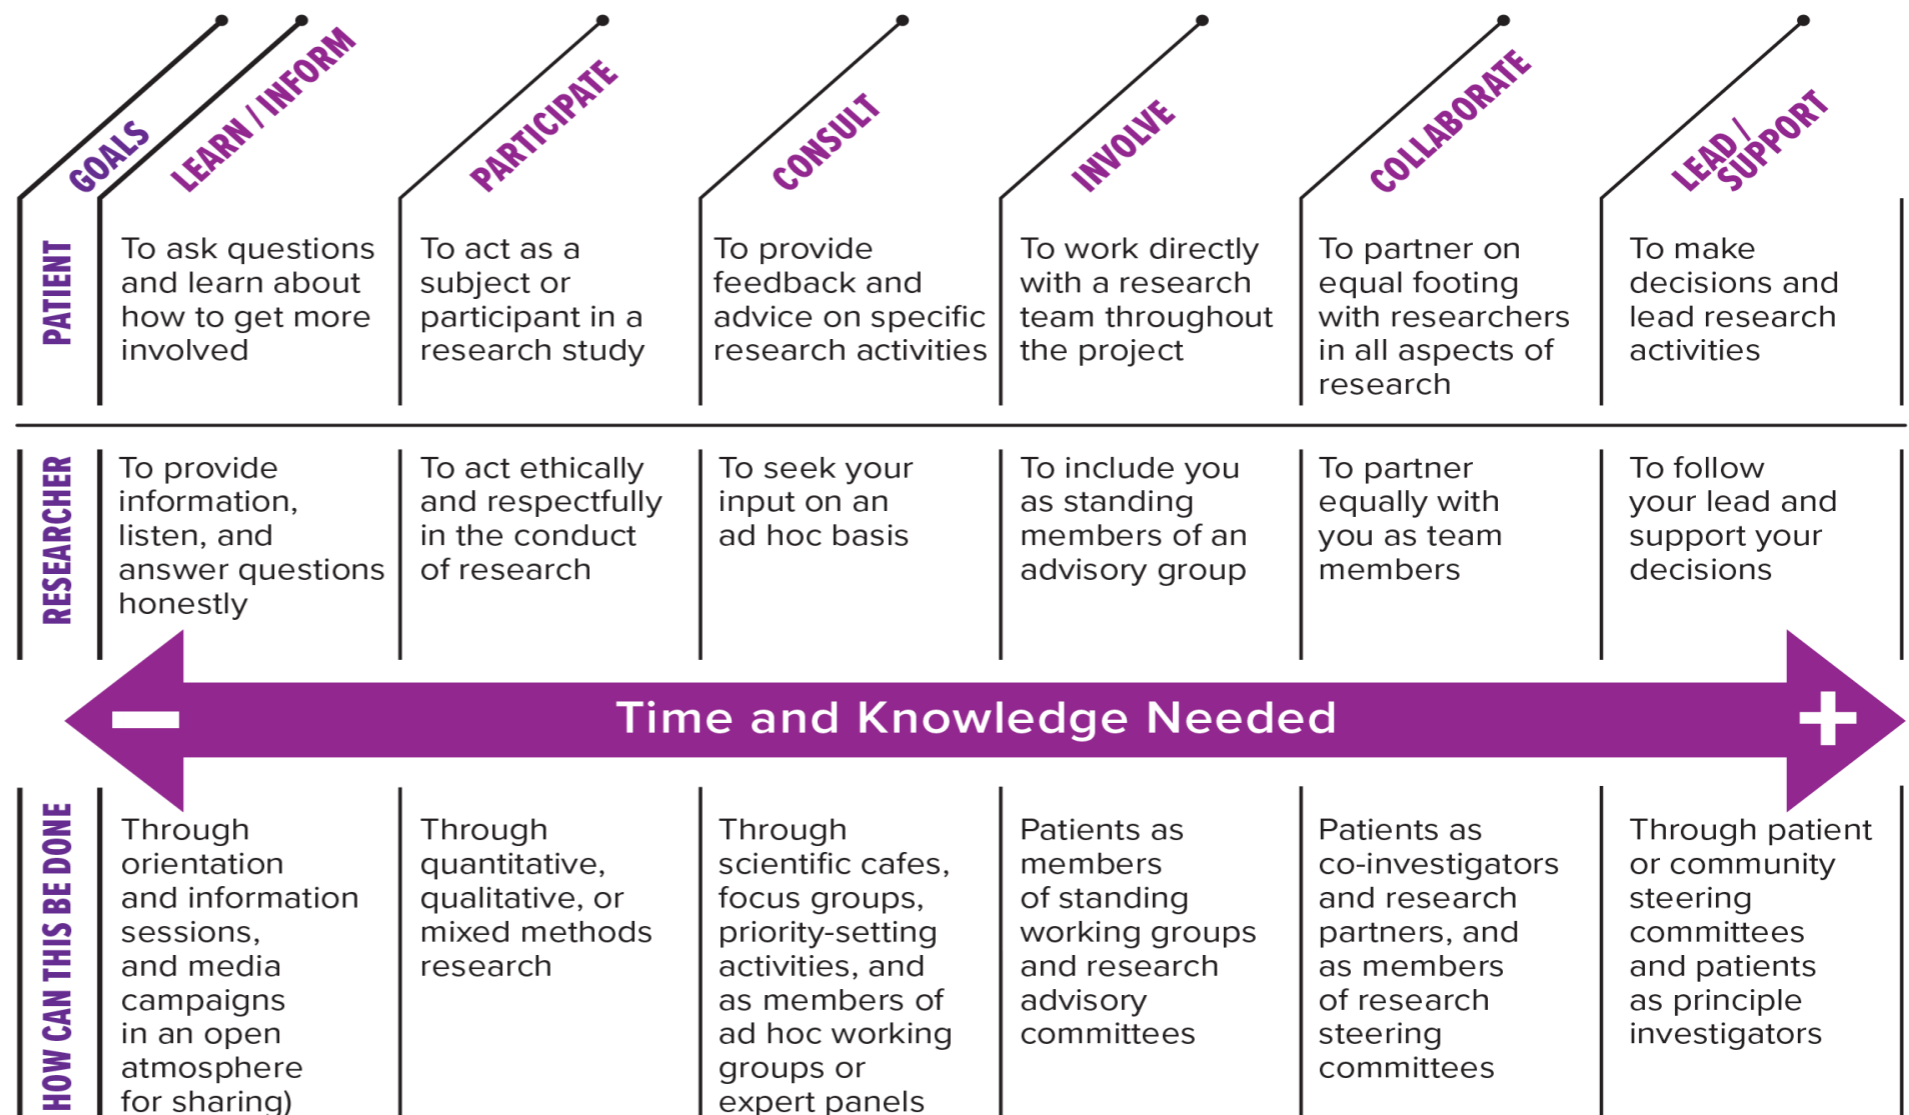 GOALS
LEARN / INFORM
PARTICIPATE
CONSULT
INVOLVE
COLLABORATE
LEAD /
SUPPORT
PATIENT
To ask questions
and learn about
how to get more
involved
To act as a
subject or
participant in a
research study
To provide
feedback and
advice on specific
research activities
To work directly
with a research
team throughout
the project
To partner on
equal footing
with researchers
in all aspects of
research
To make
decisions and
lead research
activities
RESEARCHER
To provide
information,
listen, and
answer questions
honestly
To act ethically
and respectfully
in the conduct
of research
To seek your
input on an
ad hoc basis
To include you
as standing
members of an
advisory group
To partner
equally with
you as team
members
To follow
your lead and
support your
decisions
− Time and Knowledge Needed +
HOW CAN THIS BE DONE
Through
orientation
and information
sessions,
and media
campaigns
in an open
atmosphere
for sharing)
Through
quantitative,
qualitative, or
mixed methods
research
Through
scientific cafes,
focus groups,
priority-setting
activities, and
as members of
ad hoc working
groups or
expert panels
Patients as
members
of standing
working groups
and research
advisory
committees
Patients as
co-investigators
and research
partners, and
as members
of research
steering
committees
Through patient
or community
steering
committees
and patients
as principle
investigators